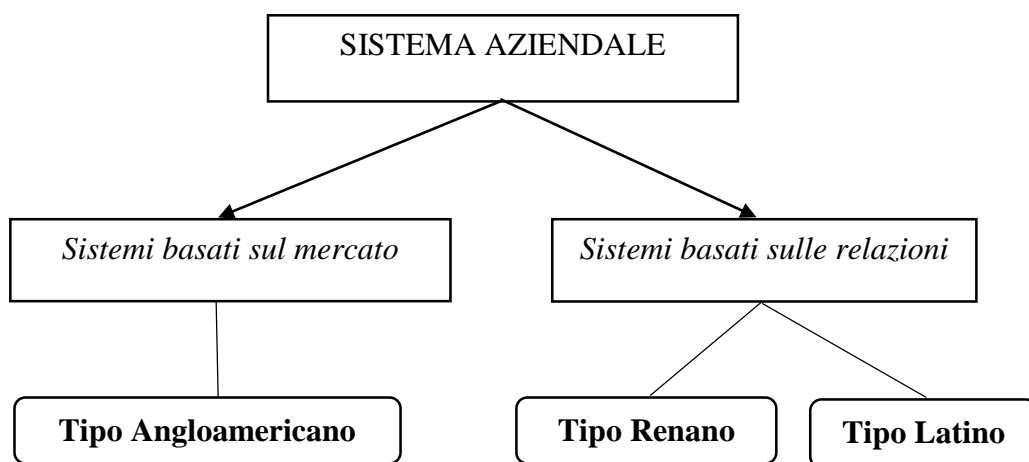 SISTEMA AZIENDALE
Sistemi basati sul mercato
Sistemi basati sulle relazioni
Tipo Angloamericano
Tipo Renano
Tipo Latino